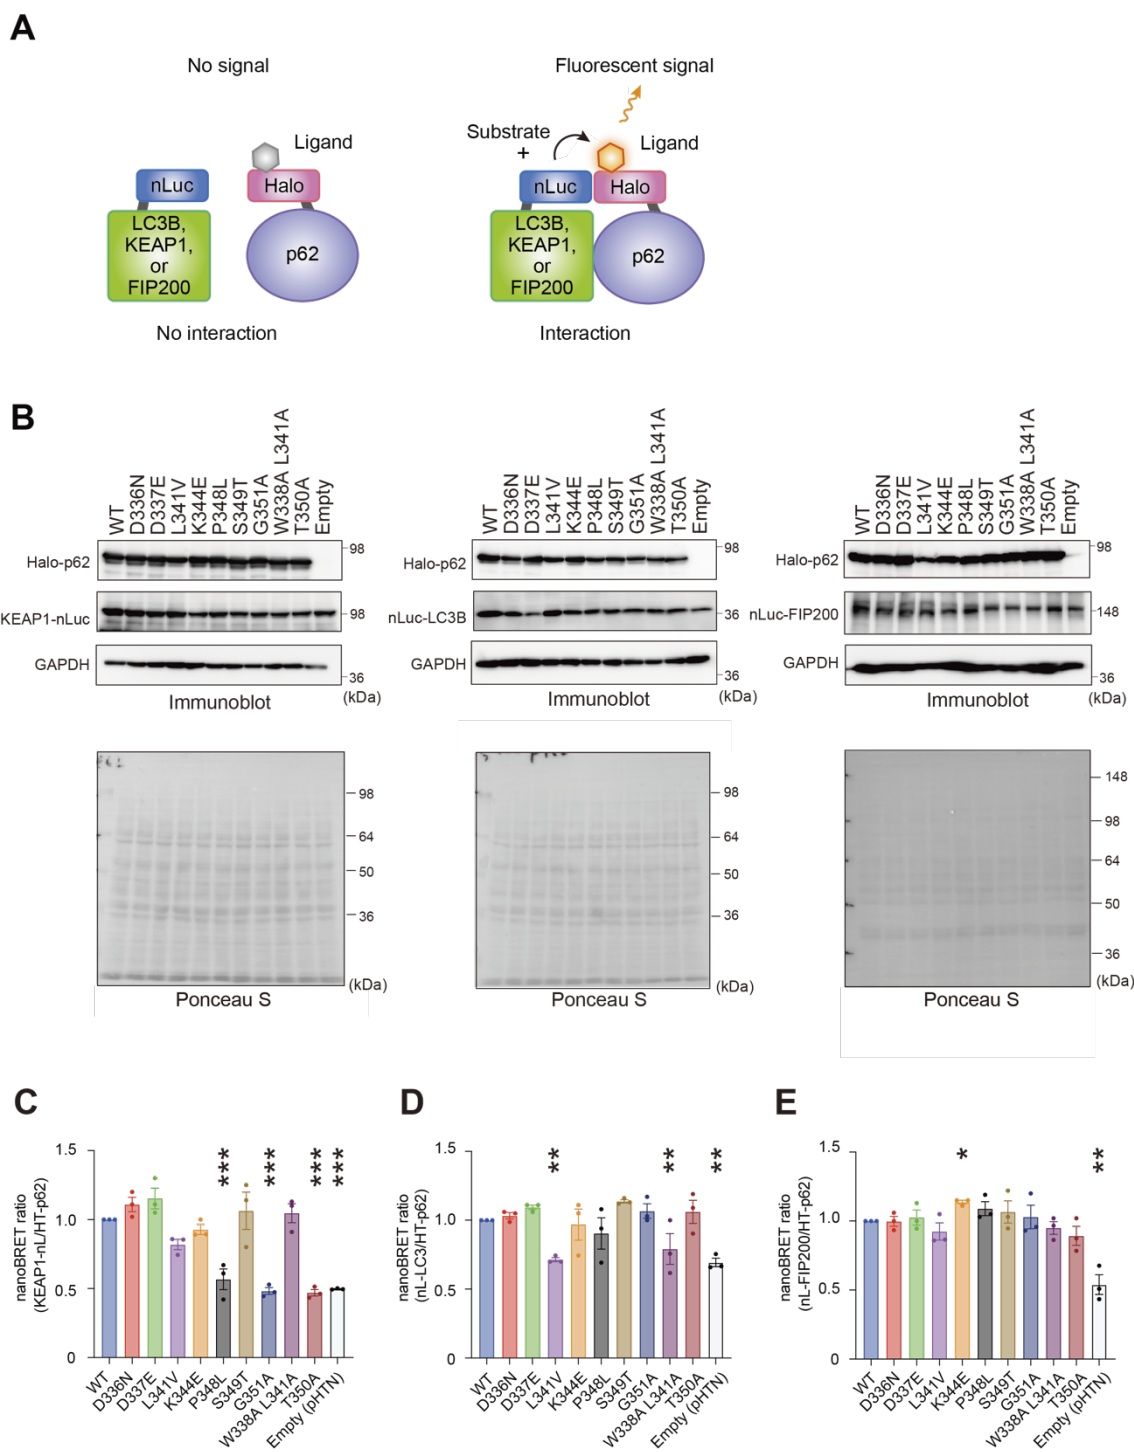 A
No signal
Fluorescent signal
Ligand
Substrate
+
Ligand
nLuc
Halo
nLuc
Halo
LC3B,
KEAP1,
or
FIP200
p62
LC3B,
KEAP1,
or
FIP200
p62
No interaction
Interaction
B
WT
D336N
D337E
L341V
K344E
P348L
S349T
G351A
W338A L341A
T350A
Empty
Halo-p62
98
KEAP1-nLuc
98
GAPDH
36
Immunoblot
(kDa)
WT
D336N
D337E
L341V
K344E
P348L
S349T
G351A
W338A L341A
T350A
Empty
Halo-p62
98
nLuc-LC3B
36
GAPDH
36
Immunoblot
(kDa)
WT
D336N
D337E
L341V
K344E
P348L
S349T
G351A
W338A L341A
T350A
Empty
Halo-p62
98
nLuc-FIP200
148
GAPDH
36
Immunoblot
(kDa)
98
64
50
36
(kDa)
Ponceau S
98
64
50
36
(kDa)
Ponceau S
148
98
64
50
36
(kDa)
Ponceau S
C
nanoBRET ratio
(KEAP1-nL/HT-p62)
1.5
1.0
0.5
0
***
***
***
***
WT
D336N
D337E
L341V
K344E
P348L
S349T
G351A
W338A L341A
T350A
Empty (pHTN)
D
nanoBRET ratio
(nL-LC3/HT-p62)
1.5
1.0
0.5
0
**
**
**
WT
D336N
D337E
L341V
K344E
P348L
S349T
G351A
W338A L341A
T350A
Empty (pHTN)
E
nanoBRET ratio
(nL-FIP200/HT-p62)
1.5
1.0
0.5
0
*
**
WT
D336N
D337E
L341V
K344E
P348L
S349T
G351A
W338A L341A
T350A
Empty (pHTN)